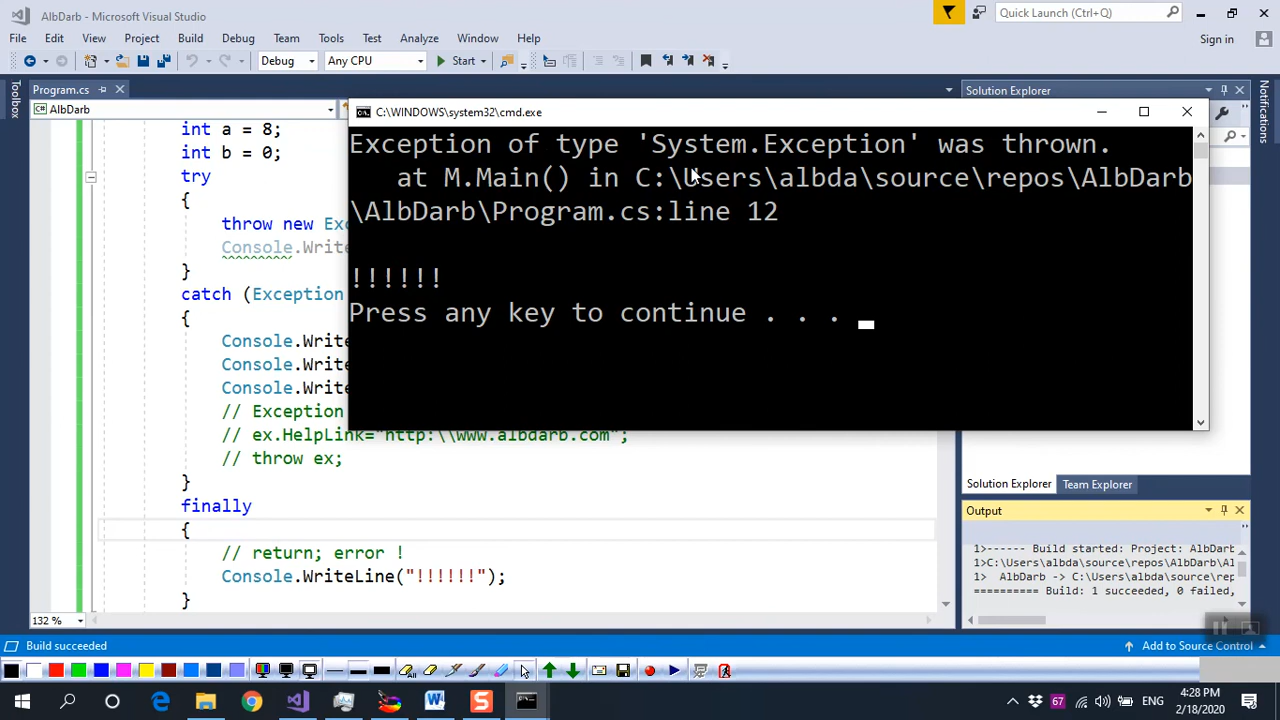 AlbDarb - Microsoft Visual Studio
Quick Launch (Ctrl+Q)
File Edit View Project Build Debug Team Tools Test Analyze Window Help
Sign in
Debug Any CPU Start
Program.cs
Solution Explorer
Toolbox
Notifications
AlbDarb
C:\WINDOWS\system32\cmd.exe
Exception of type 'System.Exception' was thrown.
at M.Main() in C:\Users\albda\source\repos\AlbDarb
\AlbDarb\Program.cs:line 12
!!!!!!
Press any key to continue . . .
int a = 8;
int b = 0;
try
{
throw new Exc
Console.Write
}
catch (Exception
{
Console.Write
Console.Write
Console.Write
// Exception
// ex.HelpLink="http:\\www.albdarb.com";
// throw ex;
}
finally
{
// return; error !
Console.WriteLine("!!!!!!");
}
Solution Explorer Team Explorer
Output
1>------ Build started: Project: AlbDarb
1>C:\Users\albda\source\repos\AlbDarb\Al
1> AlbDarb -> C:\Users\albda\source\rep
========== Build: 1 succeeded, 0 failed,
132 %
Build succeeded
Add to Source Control
All
67
ENG
4:28 PM
2/18/2020